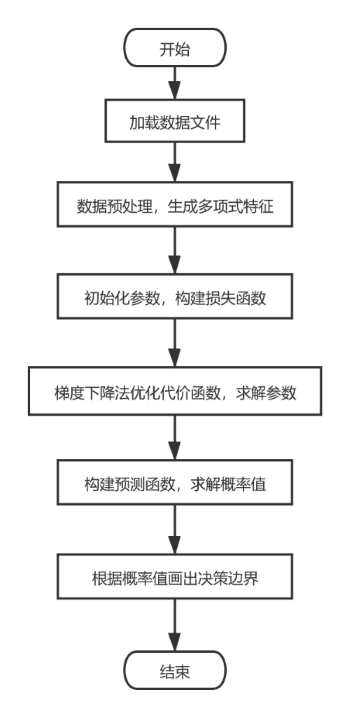 开始
加载数据文件
数据预处理，生成多项式特征
初始化参数，构建损失函数
梯度下降法优化代价函数，求解参数
构建预测函数，求解概率值
根据概率值画出决策边界
结束